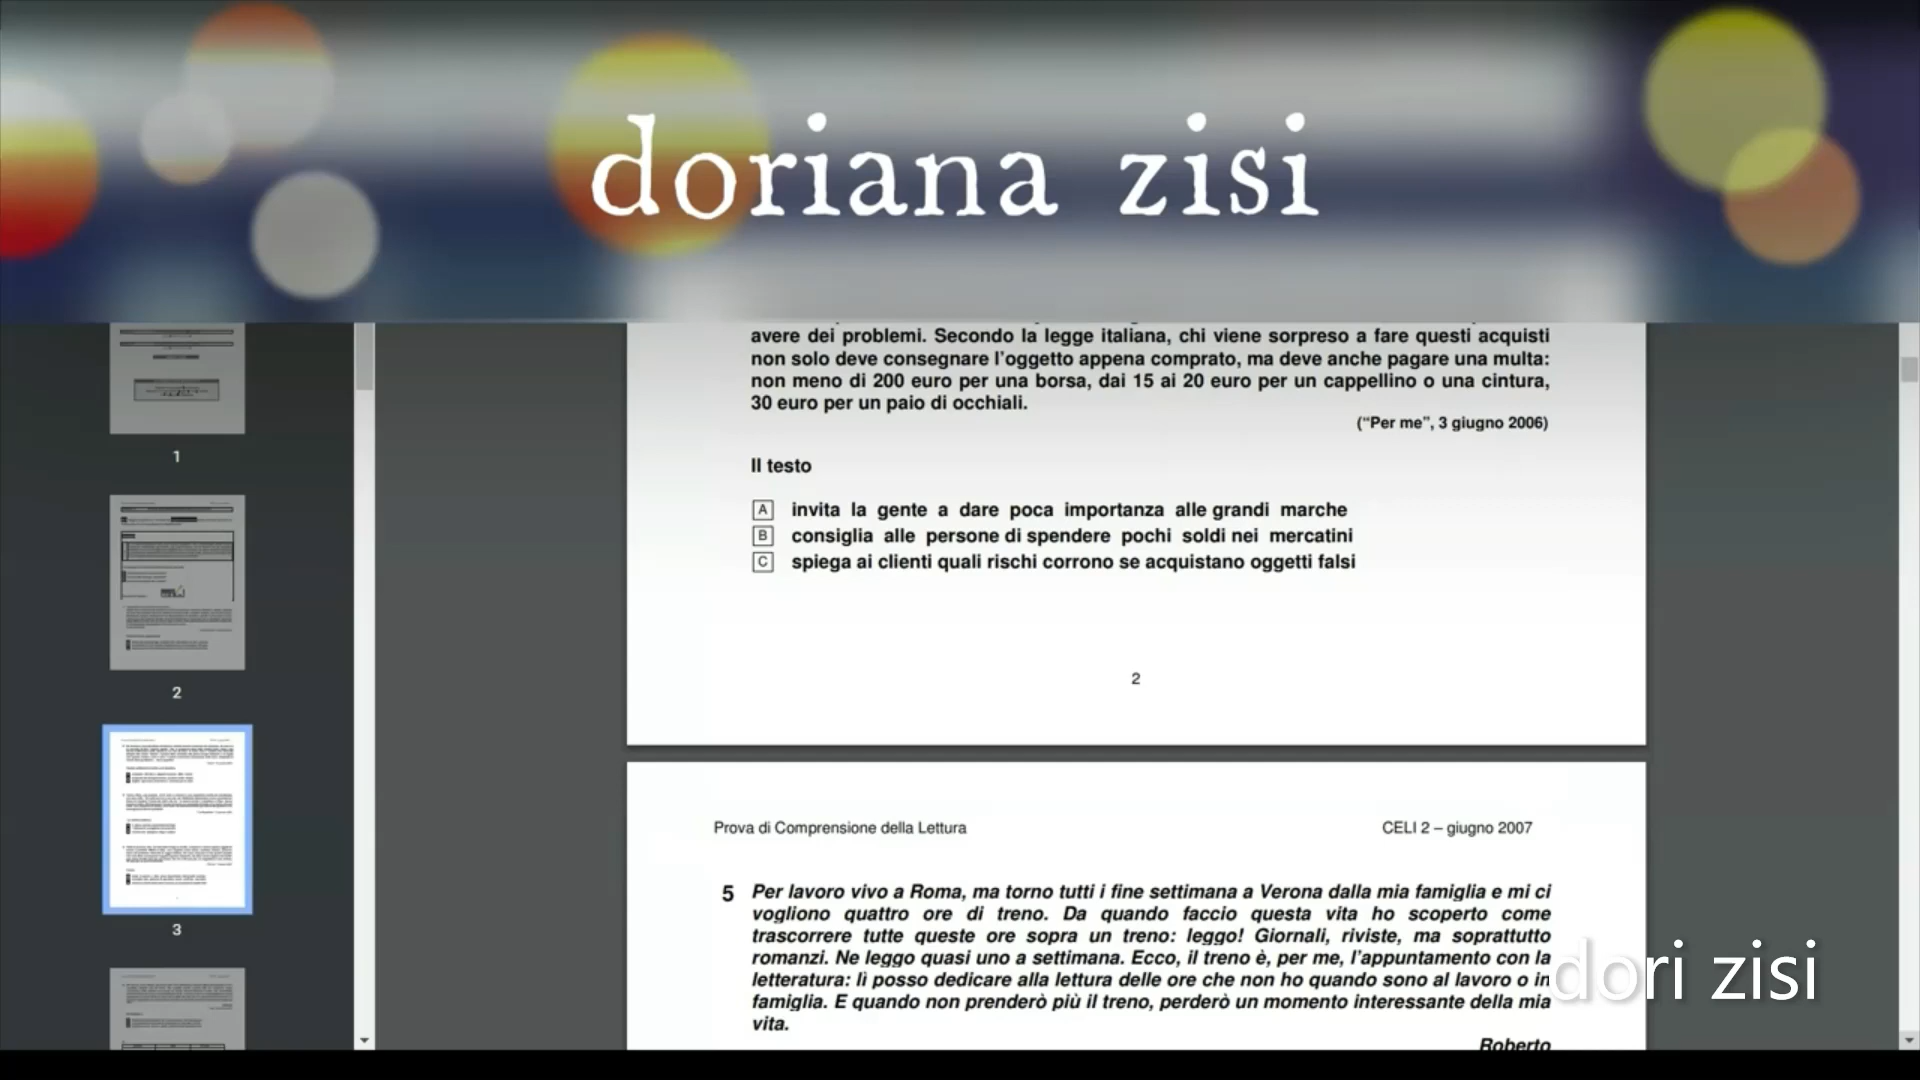 doriana zisi
avere dei problemi. Secondo la legge italiana, chi viene sorpreso a fare questi acquisti
non solo deve consegnare l'oggetto appena comprato, ma deve anche pagare una multa:
non meno di 200 euro per una borsa, dai 15 ai 20 euro per un cappellino o una cintura,
30 euro per un paio di occhiali.
("Per me", 3 giugno 2006)
Il testo
A invita la gente a dare poca importanza alle grandi marche
B consiglia alle persone di spendere pochi soldi nei mercatini
C spiega ai clienti quali rischi corrono se acquistano oggetti falsi
2
Prova di Comprensione della Lettura CELI 2 – giugno 2007
5 Per lavoro vivo a Roma, ma torno tutti i fine settimana a Verona dalla mia famiglia e mi ci
vogliono quattro ore di treno. Da quando faccio questa vita ho scoperto come
trascorrere tutte queste ore sopra un treno: leggo! Giornali, riviste, ma soprattutto
romanzi. Ne leggo quasi uno a settimana. Ecco, il treno è, per me, l'appuntamento con la
letteratura: lì posso dedicare alla lettura delle ore che non ho quando sono al lavoro o in
famiglia. E quando non prenderò più il treno, perderò un momento interessante della mia
vita.
Roberto
1
2
3
dori zisi